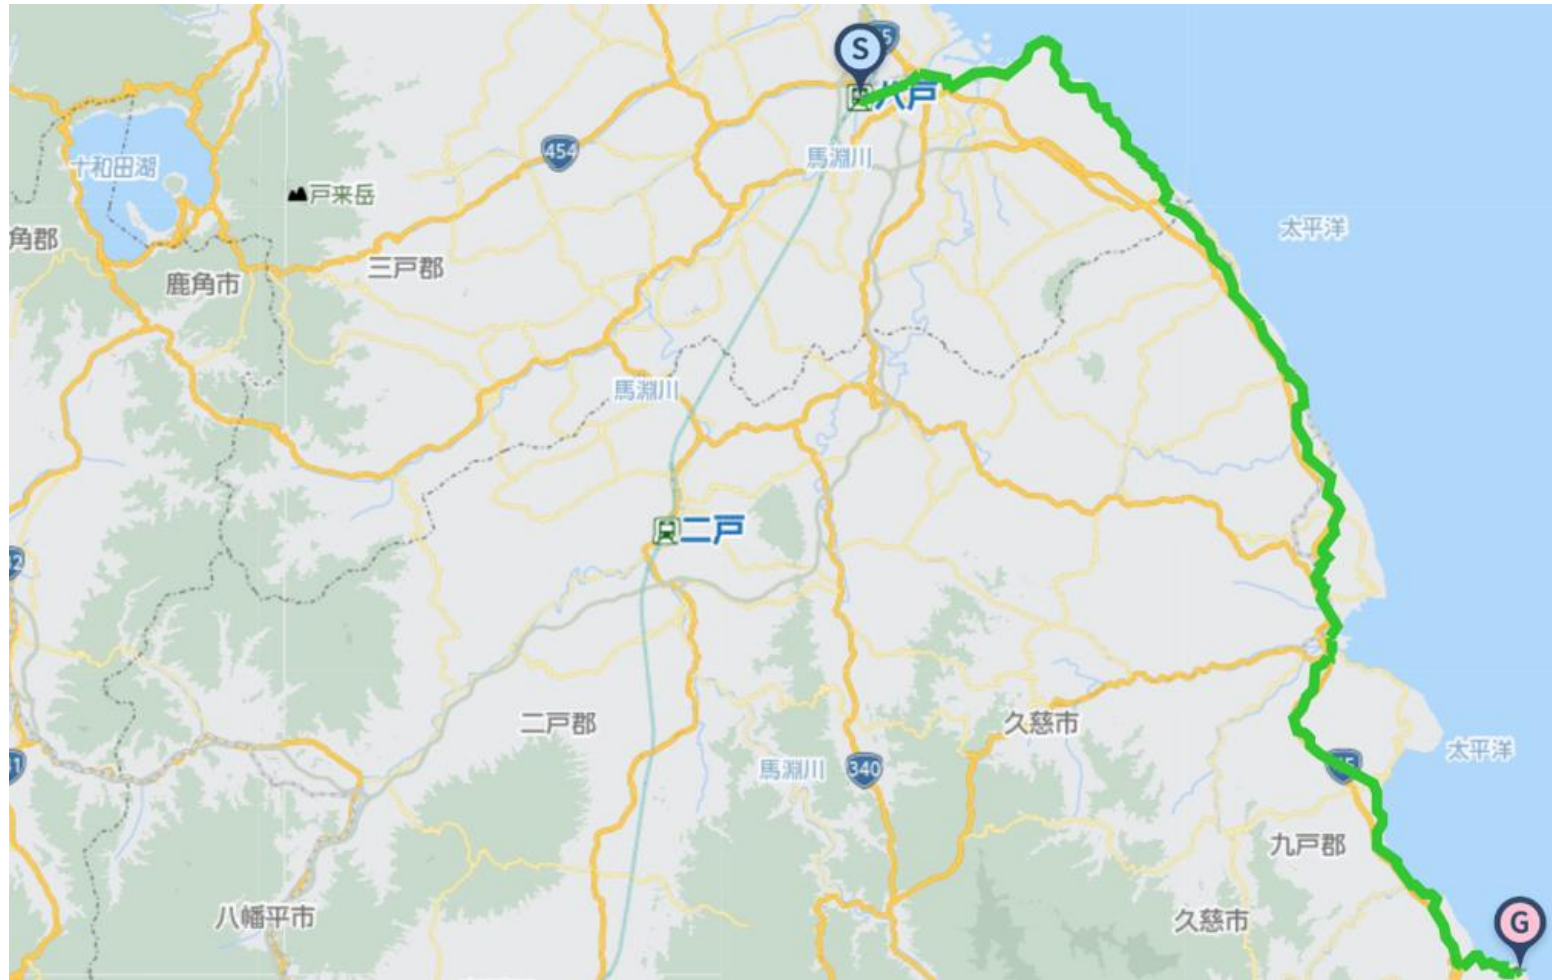 S
八戸
454
馬淵川
十和田湖
戸来岳
角郡
太平洋
三戸郡
鹿角市
馬淵川
二戸
二戸郡
久慈市
太平洋
馬淵川
340
九戸郡
八幡平市
久慈市
G